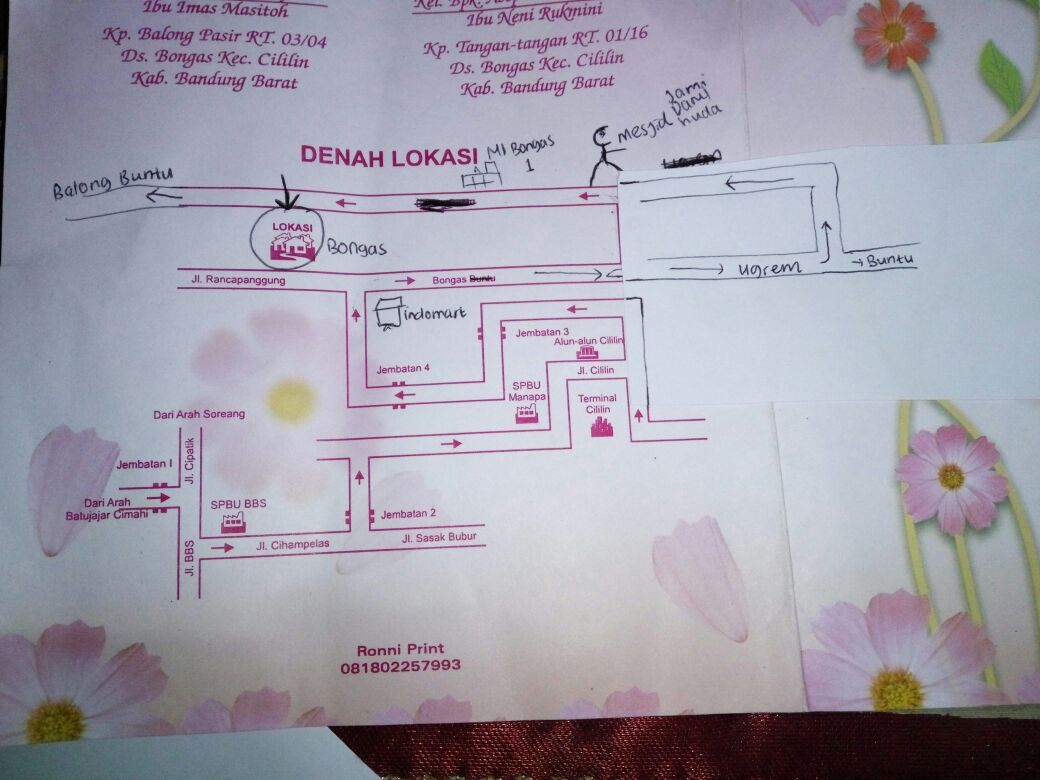 Ibu Imas Masitoh
Kp. Balong Pasir RT. 03/04
Ds. Bongas Kec. Cililin
Kab. Bandung Barat
Ibu Neni Rukmini
Kp. Tangan-tangan RT. 01/16
Ds. Bongas Kec. Cililin
Kab. Bandung Barat
DENAH LOKASI
MI Bongas
1
mesjid Jami
Darul
huda
Balong Buntu
LOKASI
Bongas
Jl. Rancapanggung
Bongas
ugrem
Buntu
indomart
Jembatan 3
Alun-alun Cililin
Jembatan 4
Jl. Cililin
SPBU
Manapa
Terminal
Cililin
Dari Arah Soreang
Jembatan I
Jl. Cipatik
Dari Arah
Batujajar Cimahi
SPBU BBS
Jembatan 2
Jl. BBS
Jl. Cihampelas
Jl. Sasak Bubur
Ronni Print
081802257993